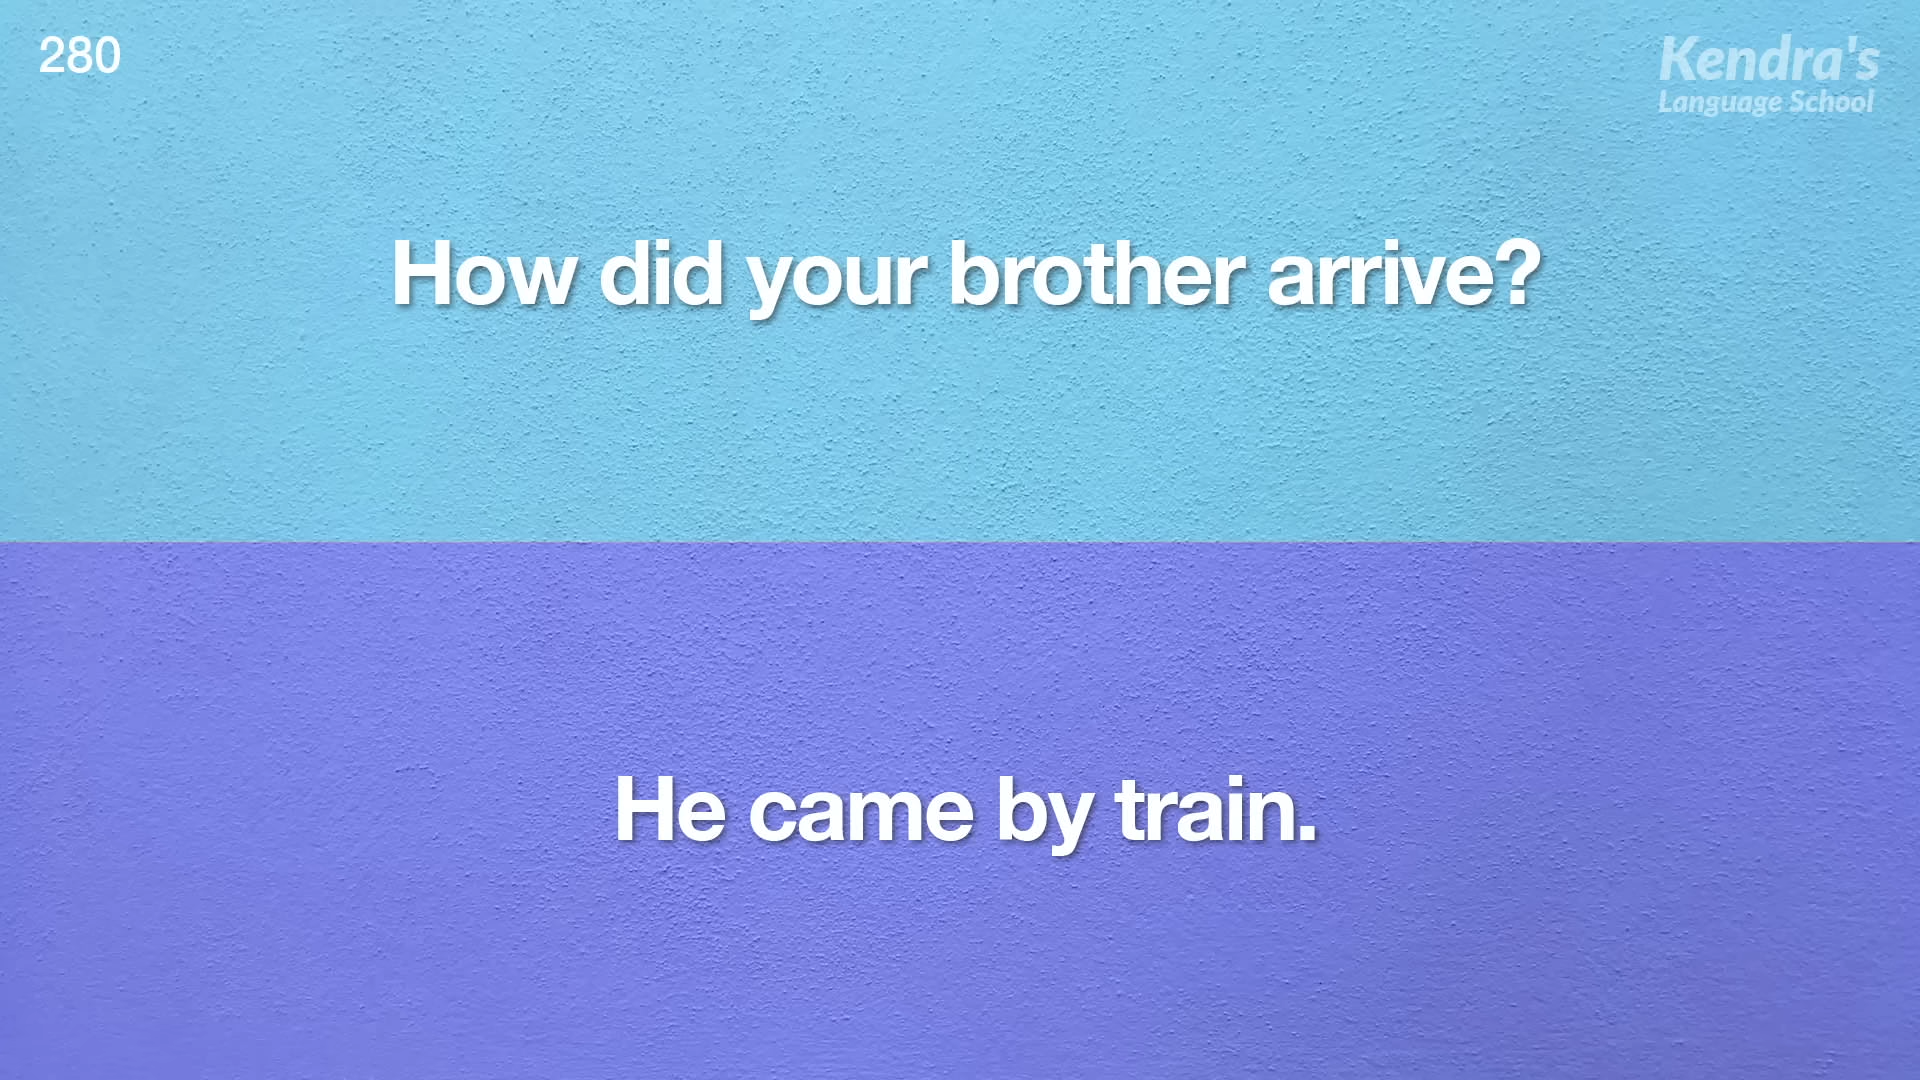 280
Kendra's
Language School
How did your brother arrive?
He came by train.